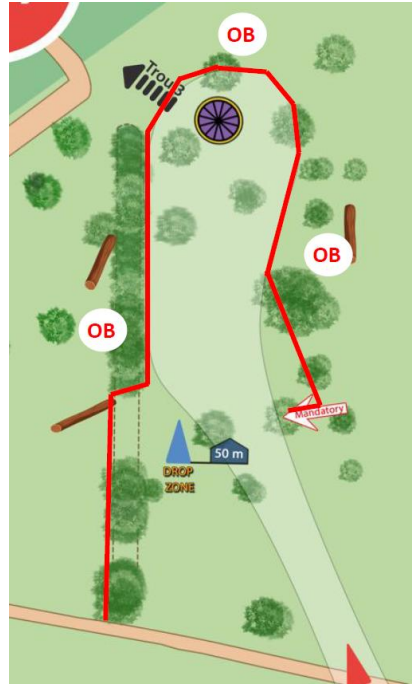 OB
Trou 3
OB
OB
Mandatory
50 m
DROP
ZONE